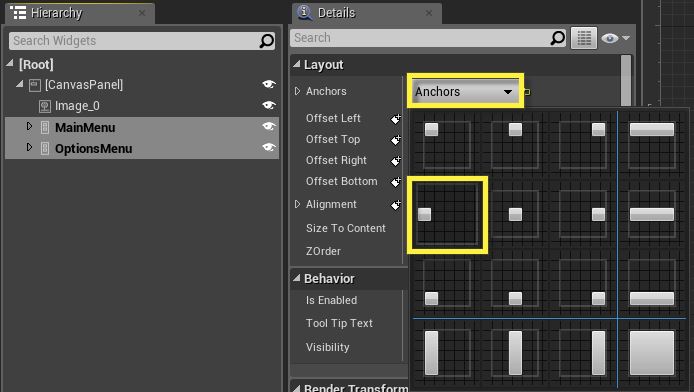 Hierarchy
Search Widgets
[Root]
[CanvasPanel]
Image_0
MainMenu
OptionsMenu
Details
Search
Layout
Anchors
Anchors
Offset Left
Offset Top
Offset Right
Offset Bottom
Alignment
Size To Content
ZOrder
Behavior
Is Enabled
Tool Tip Text
Visibility
Render Transform